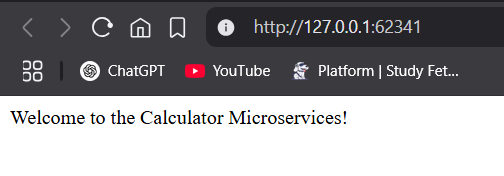 http://127.0.0.1:62341
ChatGPT YouTube Platform | Study Fet...
Welcome to the Calculator Microservices!